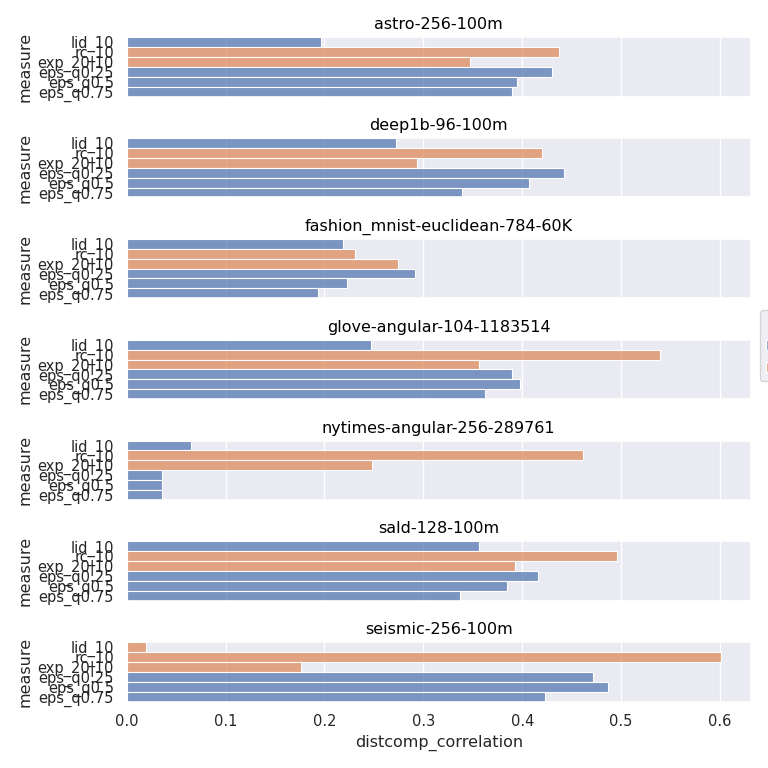 astro-256-100m
measure
lid_10
rc_10
exp_20|10
eps_q0.25
eps_q0.5
eps_q0.75
deep1b-96-100m
measure
lid_10
rc_10
exp_20|10
eps_q0.25
eps_q0.5
eps_q0.75
fashion_mnist-euclidean-784-60K
measure
lid_10
rc_10
exp_20|10
eps_q0.25
eps_q0.5
eps_q0.75
glove-angular-104-1183514
measure
lid_10
rc_10
exp_20|10
eps_q0.25
eps_q0.5
eps_q0.75
nytimes-angular-256-289761
measure
lid_10
rc_10
exp_20|10
eps_q0.25
eps_q0.5
eps_q0.75
sald-128-100m
measure
lid_10
rc_10
exp_20|10
eps_q0.25
eps_q0.5
eps_q0.75
seismic-256-100m
measure
lid_10
rc_10
exp_20|10
eps_q0.25
eps_q0.5
eps_q0.75
0.0 0.1 0.2 0.3 0.4 0.5 0.6
distcomp_correlation